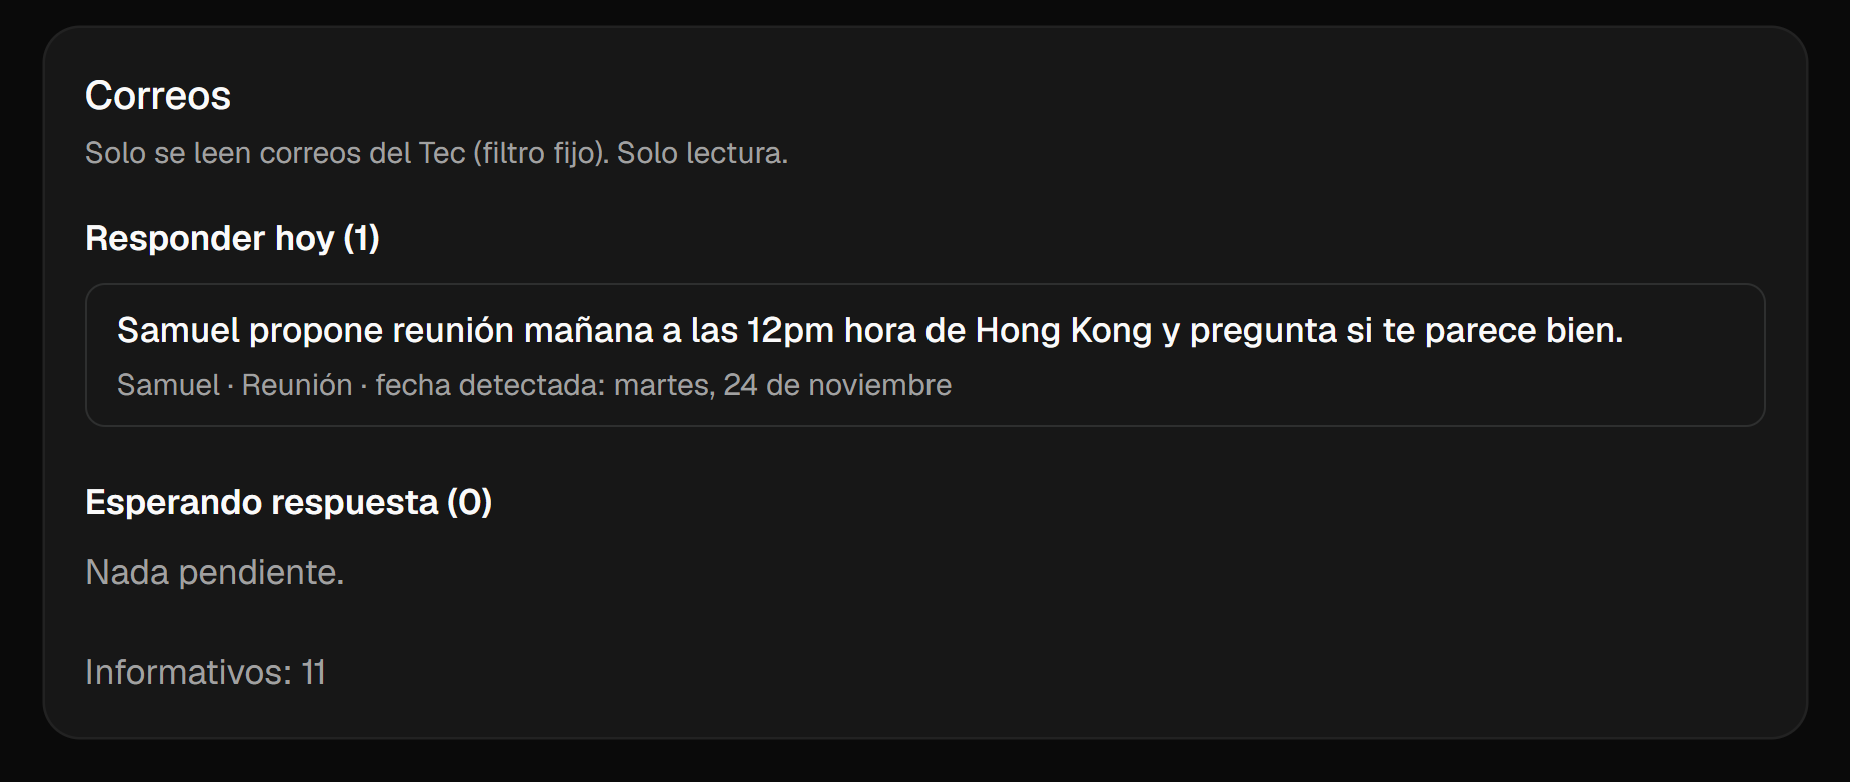 Correos
Solo se leen correos del Tec (filtro fijo). Solo lectura.
Responder hoy (1)
Samuel propone reunión mañana a las 12pm hora de Hong Kong y pregunta si te parece bien.
Samuel · Reunión · fecha detectada: martes, 24 de noviembre
Esperando respuesta (0)
Nada pendiente.
Informativos: 11